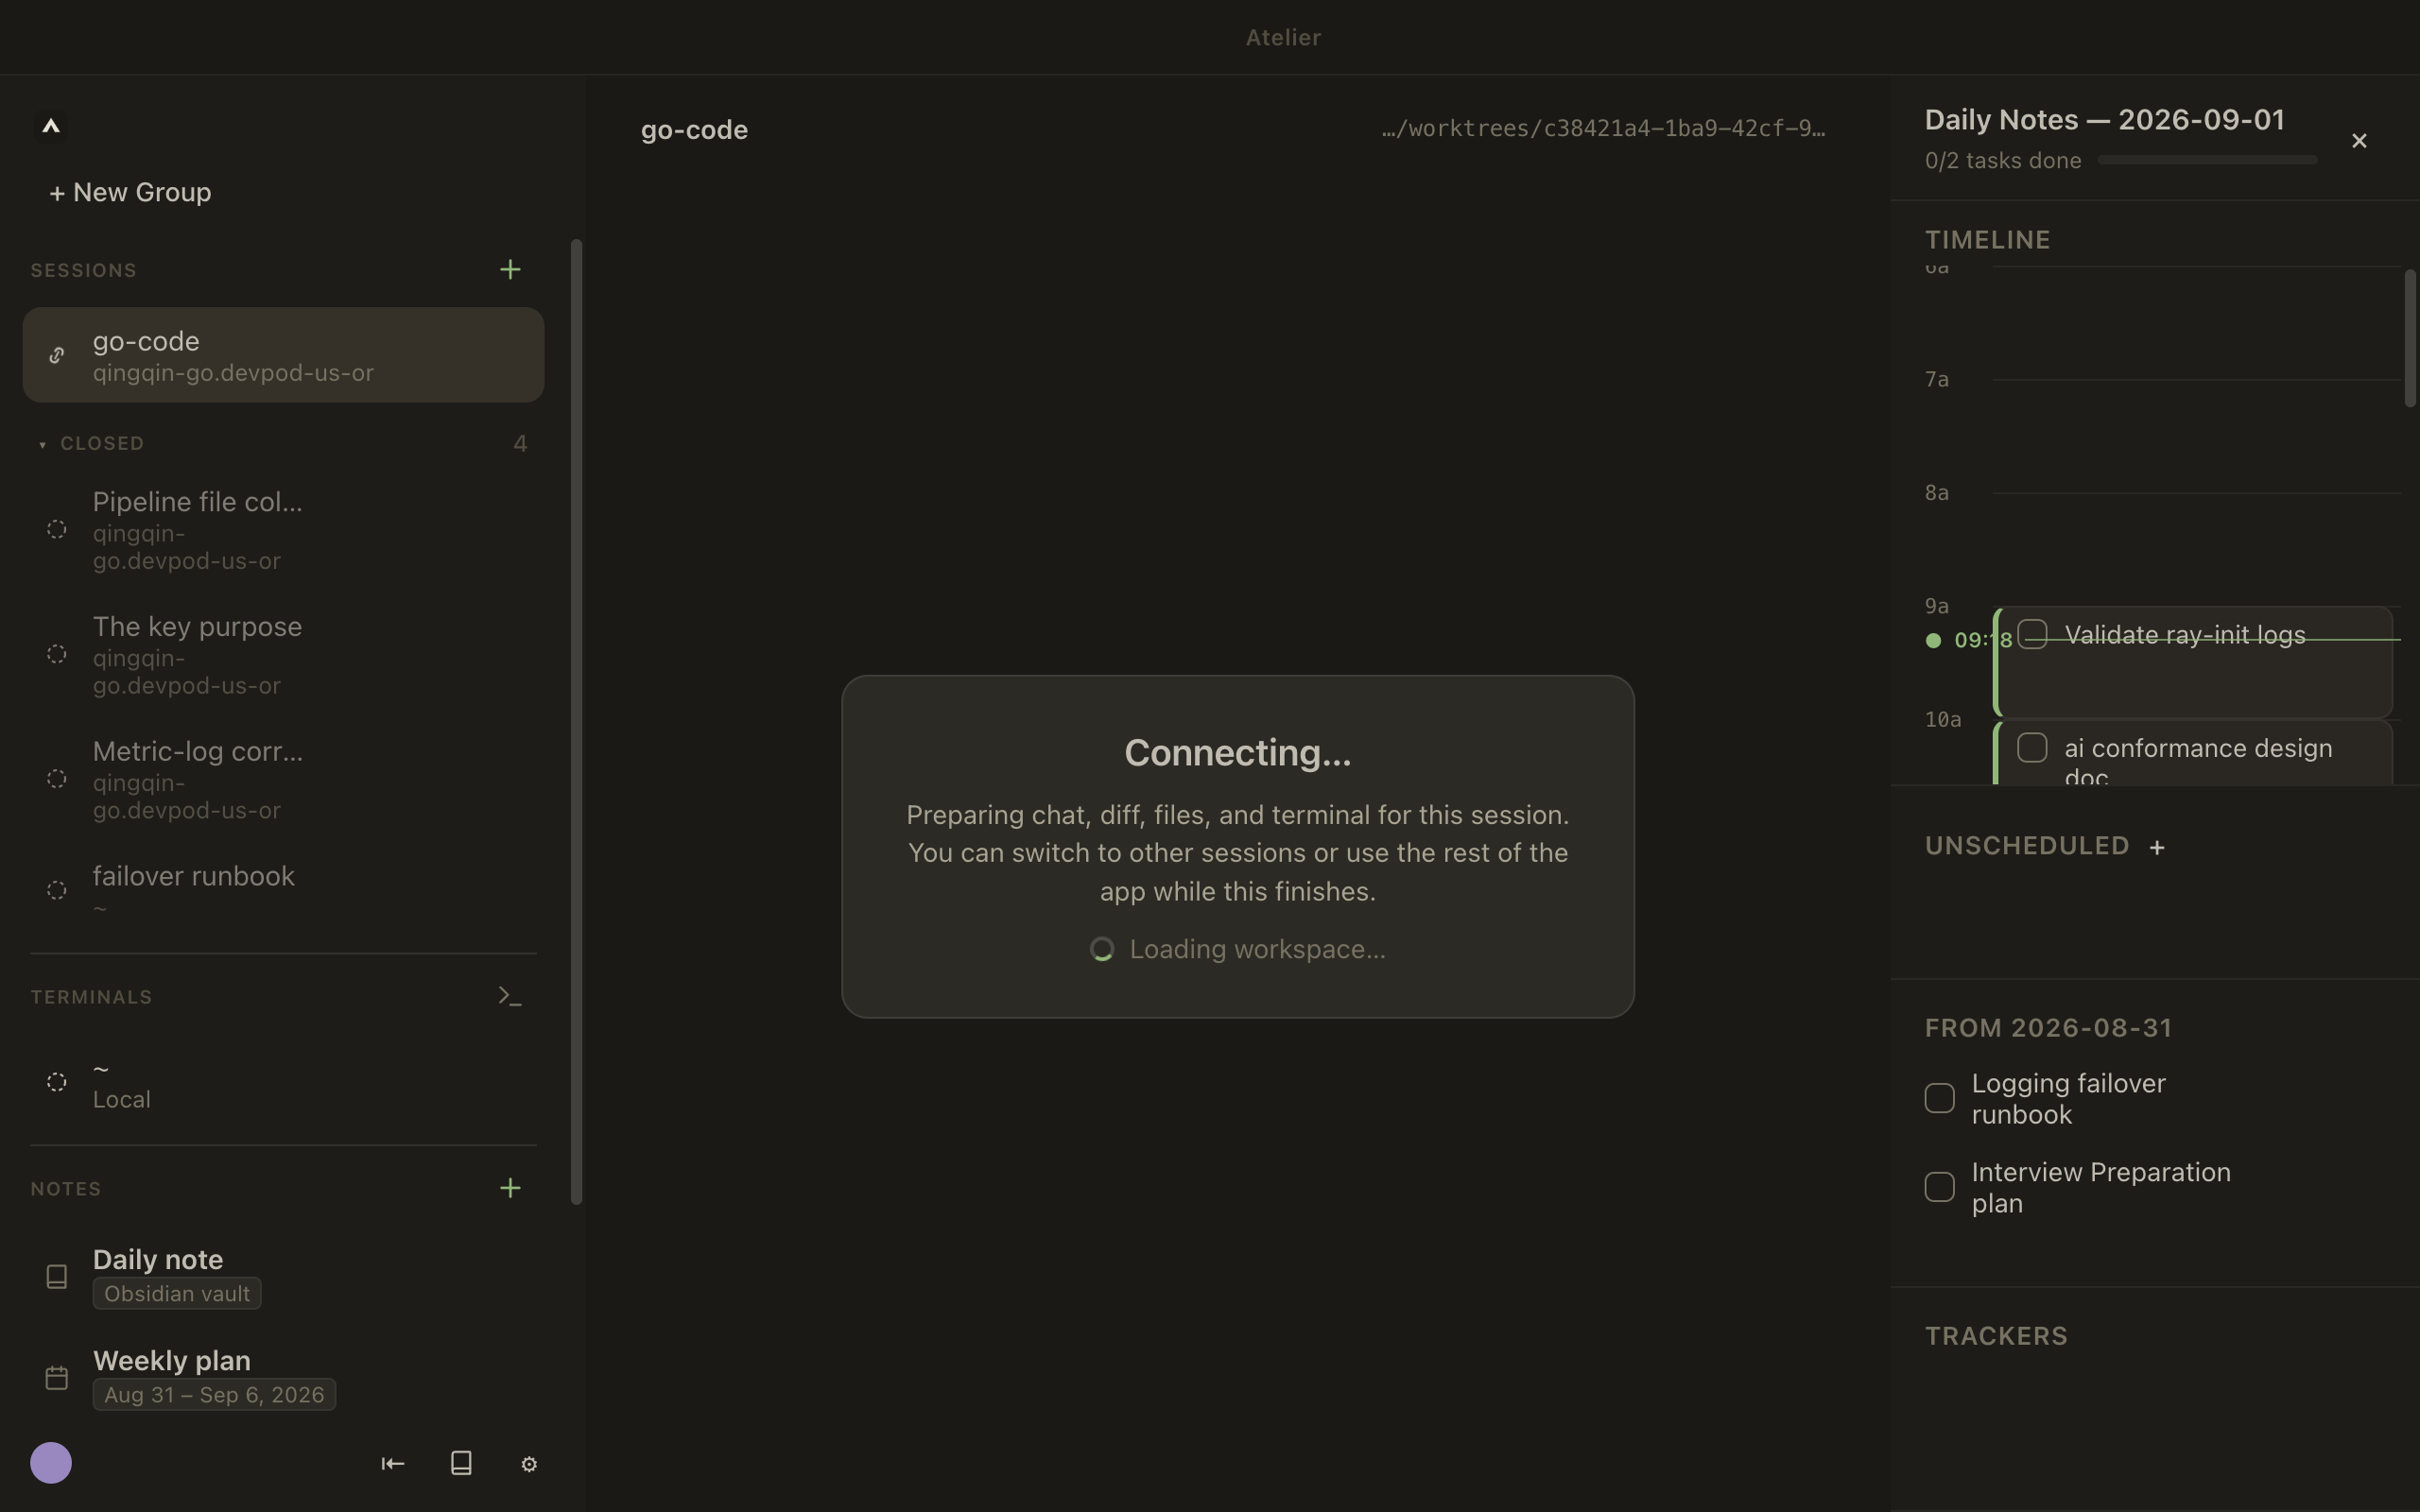 Atelier
+ New Group
SESSIONS
go-code
qingqin-go.devpod-us-or
CLOSED
4
Pipeline file col...
qingqin-
go.devpod-us-or
The key purpose
qingqin-
go.devpod-us-or
Metric-log corr...
qingqin-
go.devpod-us-or
failover runbook
~
TERMINALS
~
Local
NOTES
Daily note
Obsidian vault
Weekly plan
Aug 31 – Sep 6, 2026
go-code
…/worktrees/c38421a4-1ba9-42cf-9…
Connecting...
Preparing chat, diff, files, and terminal for this session.
You can switch to other sessions or use the rest of the
app while this finishes.
Loading workspace...
Daily Notes — 2026-09-01
0/2 tasks done
TIMELINE
6a
7a
8a
9a
09:18
Validate ray-init logs
10a
ai conformance design
doc
UNSCHEDULED +
FROM 2026-08-31
Logging failover
runbook
Interview Preparation
plan
TRACKERS